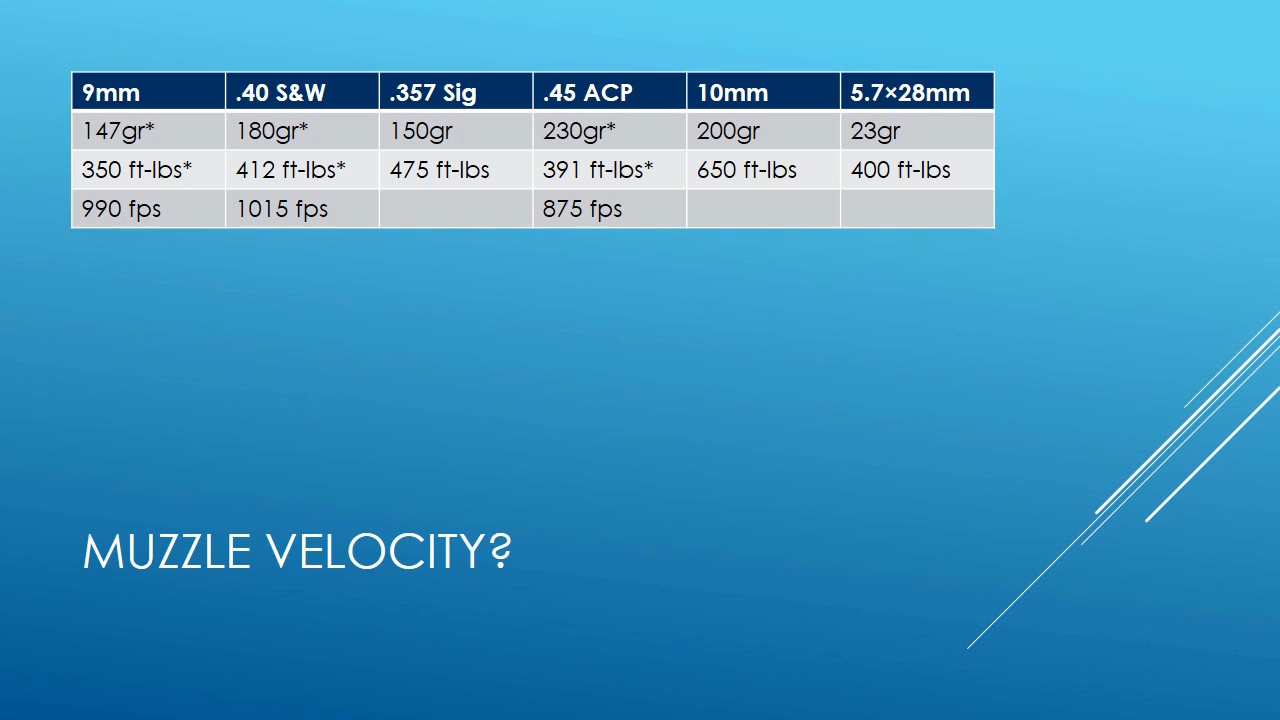 9mm .40 S&W .357 Sig .45 ACP 10mm 5.7×28mm
147gr* 180gr* 150gr 230gr* 200gr 23gr
350 ft-lbs* 412 ft-lbs* 475 ft-lbs 391 ft-lbs* 650 ft-lbs 400 ft-lbs
990 fps 1015 fps 875 fps
MUZZLE VELOCITY?